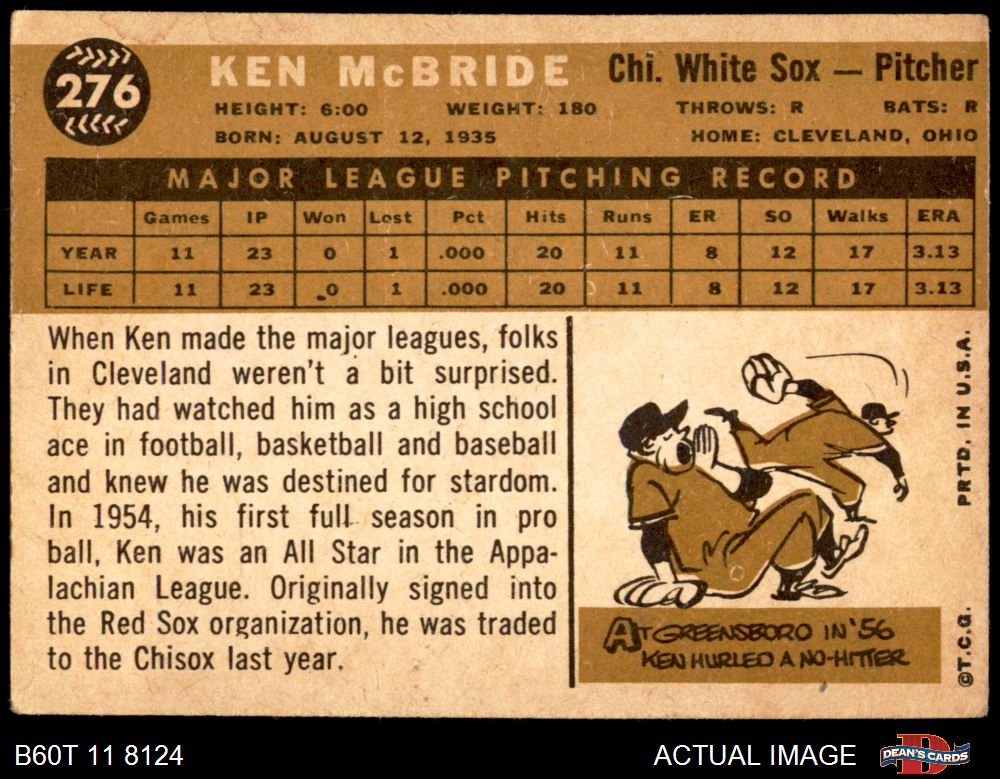 276
KEN McBRIDE Chi. White Sox — Pitcher
HEIGHT: 6:00 WEIGHT: 180 THROWS: R BATS: R
BORN: AUGUST 12, 1935 HOME: CLEVELAND, OHIO
MAJOR LEAGUE PITCHING RECORD
Games IP Won Lost Pct Hits Runs ER SO Walks ERA
YEAR 11 23 0 1 .000 20 11 8 12 17 3.13
LIFE 11 23 0 1 .000 20 11 8 12 17 3.13
When Ken made the major leagues, folks
in Cleveland weren't a bit surprised.
They had watched him as a high school
ace in football, basketball and baseball
and knew he was destined for stardom.
In 1954, his first full season in pro
ball, Ken was an All Star in the Appa-
lachian League. Originally signed into
the Red Sox organization, he was traded
to the Chisox last year.
AT GREENSBORO IN '56
KEN HURLED A NO-HITTER
PRTD. IN U.S.A.
©T.C.G.
B60T 11 8124
ACTUAL IMAGE
D
DEAN'S CARDS